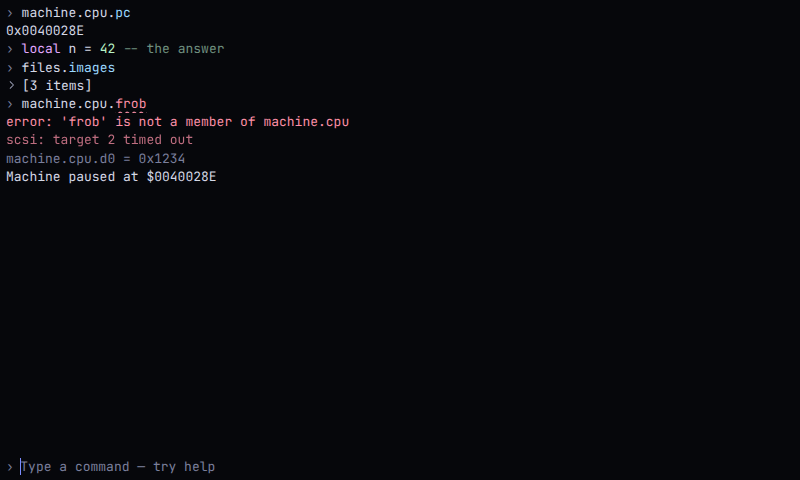 › machine.cpu.pc
0x0040028E
› local n = 42 -- the answer
› files.images
› [3 items]
› machine.cpu.frob
error: 'frob' is not a member of machine.cpu
scsi: target 2 timed out
machine.cpu.d0 = 0x1234
Machine paused at $0040028E
› Type a command — try help